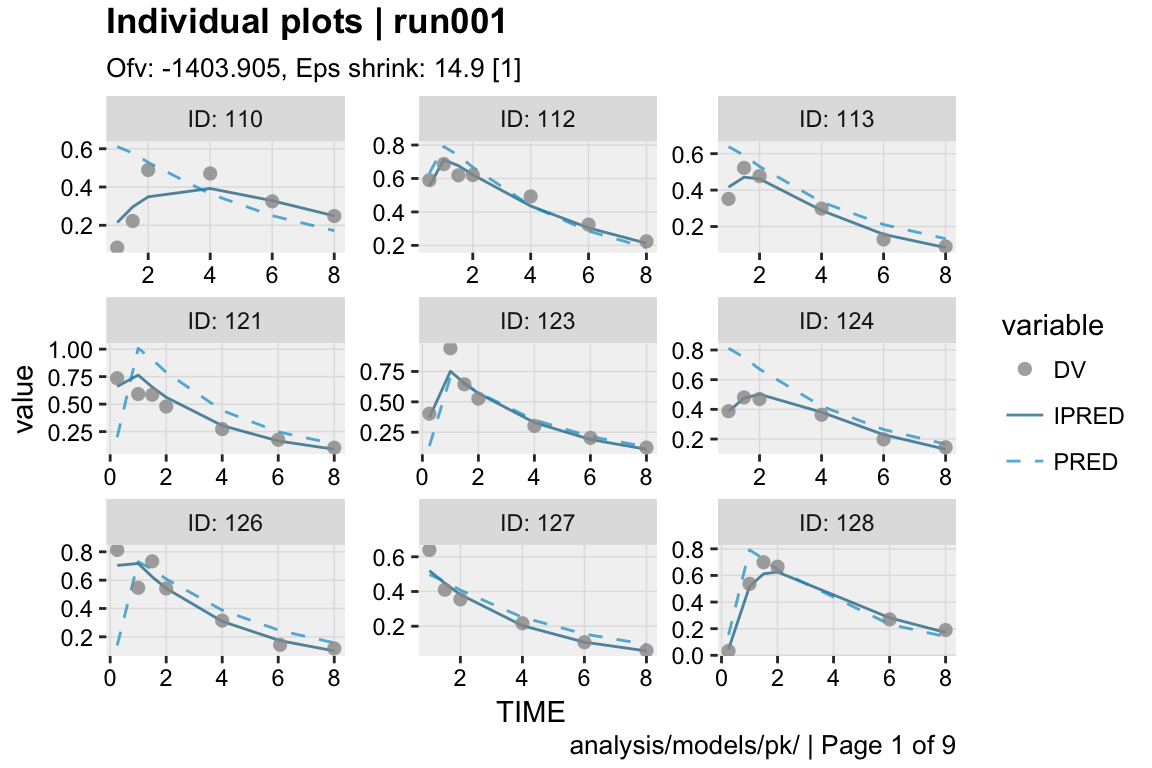 Individual plots | run001
Ofv: -1403.905, Eps shrink: 14.9 [1]
ID: 110
ID: 112
ID: 113
0.6
0.4
0.2
2 4 6 8
0.8
0.6
0.4
0.2
2 4 6 8
0.6
0.4
0.2
2 4 6 8
ID: 121
ID: 123
ID: 124
1.00
0.75
0.50
0.25
0 2 4 6 8
0.75
0.50
0.25
0 2 4 6 8
0.8
0.6
0.4
0.2
2 4 6 8
ID: 126
ID: 127
ID: 128
0.8
0.6
0.4
0.2
0 2 4 6 8
0.6
0.4
0.2
2 4 6 8
0.8
0.6
0.4
0.2
0.0
0 2 4 6 8
value
TIME
variable
DV
IPRED
PRED
analysis/models/pk/ | Page 1 of 9